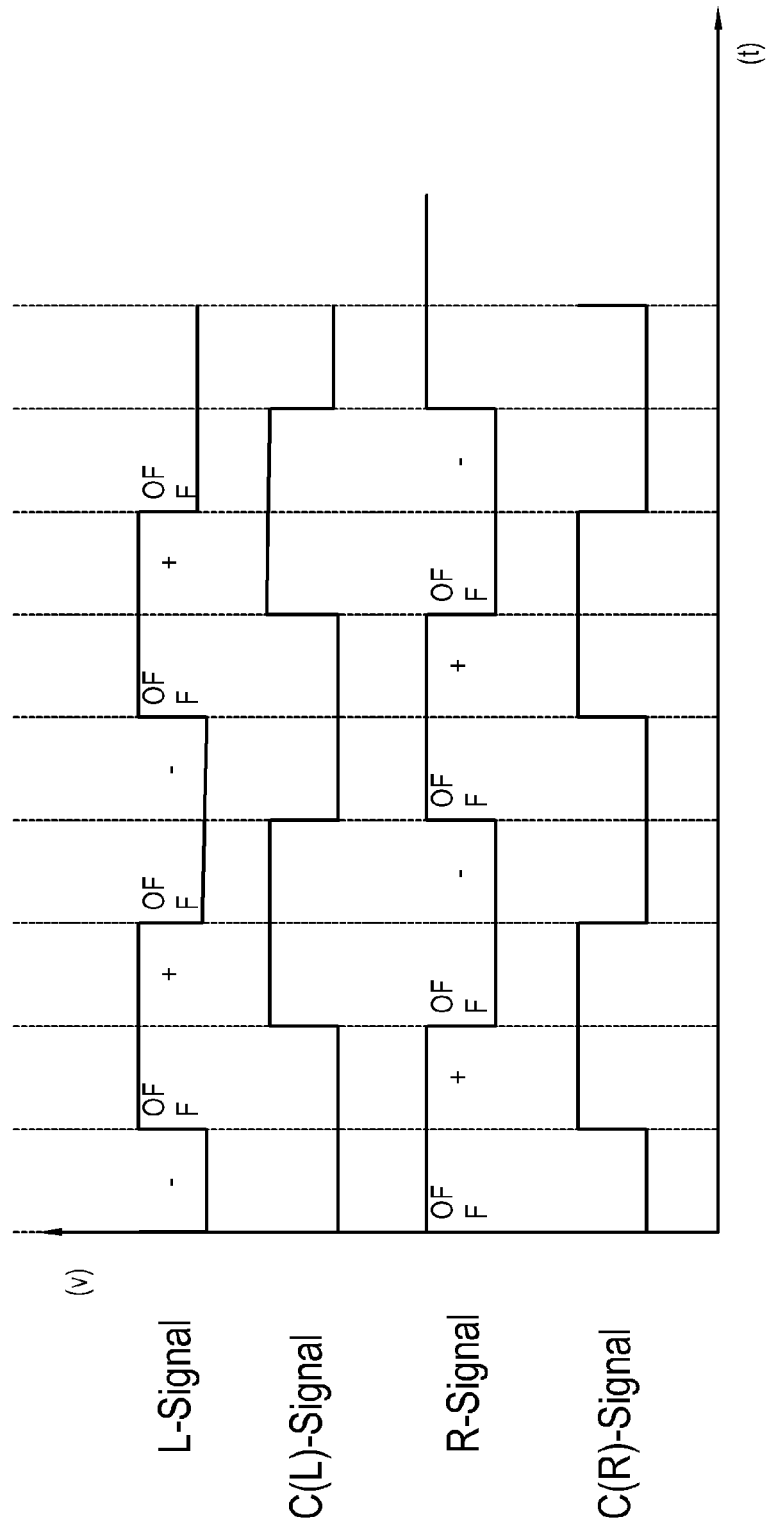 (v)
L-Signal
-
OF
F
+
OF
F
-
OF
F
+
OF
F
C(L)-Signal
R-Signal
OF
F
+
OF
F
-
OF
F
+
OF
F
-
C(R)-Signal
(t)